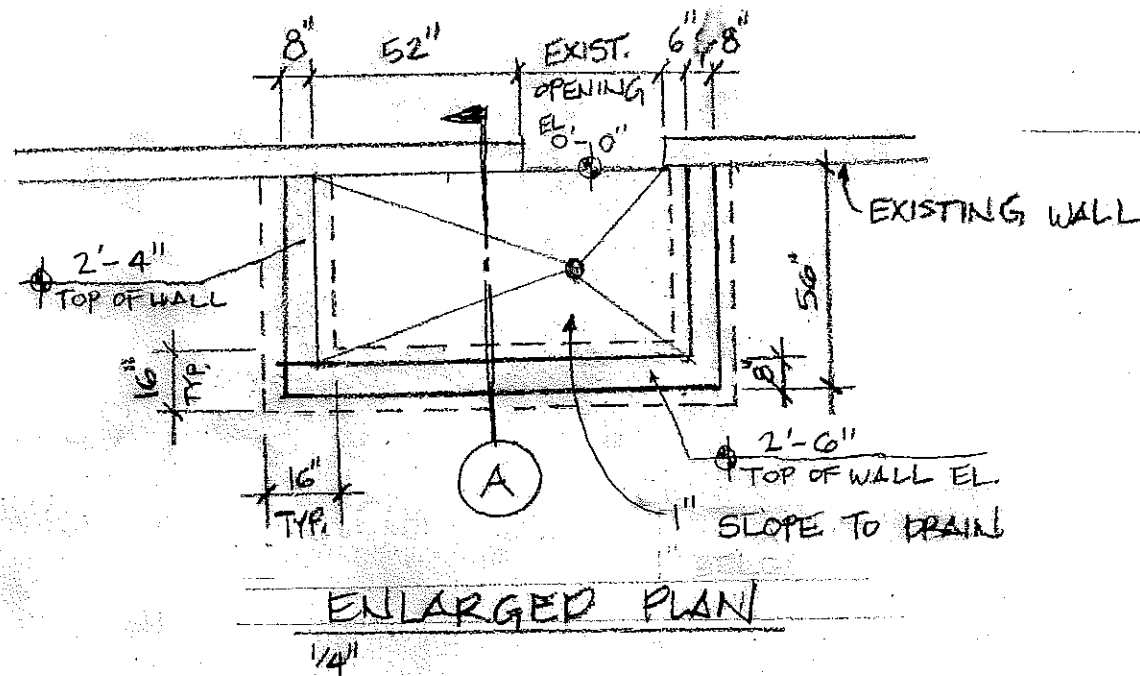 8"
52"
EXIST.
OPENING
6"
8"
EL
0'-0"
EXISTING WALL
2'-4"
TOP OF WALL
56"
16"
TYP.
8"
2'-6"
TOP OF WALL EL.
16"
TYP.
A
1" SLOPE TO DRAIN
ENLARGED PLAN
1/4"